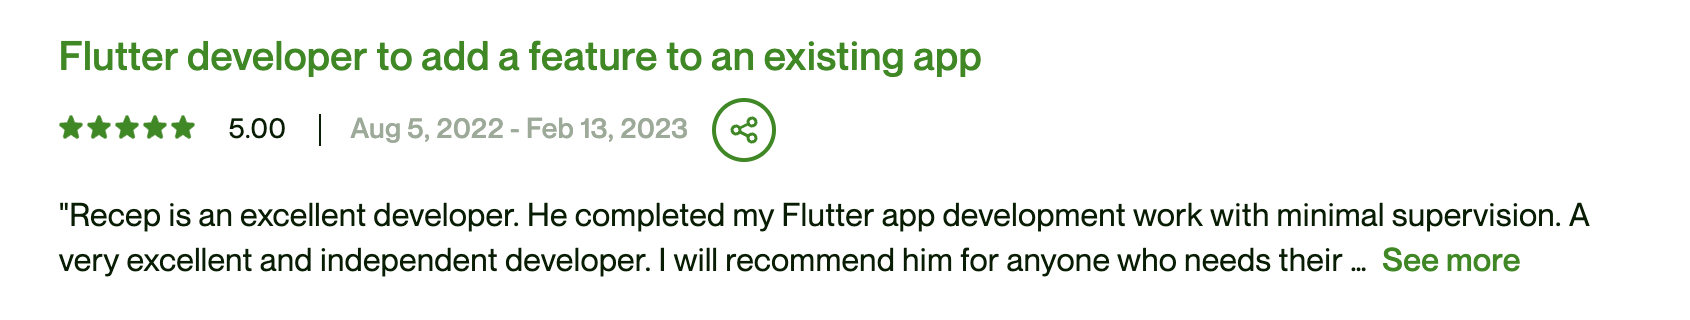 Flutter developer to add a feature to an existing app
5.00 | Aug 5, 2022 - Feb 13, 2023
"Recep is an excellent developer. He completed my Flutter app development work with minimal supervision. A
very excellent and independent developer. I will recommend him for anyone who needs their ... See more